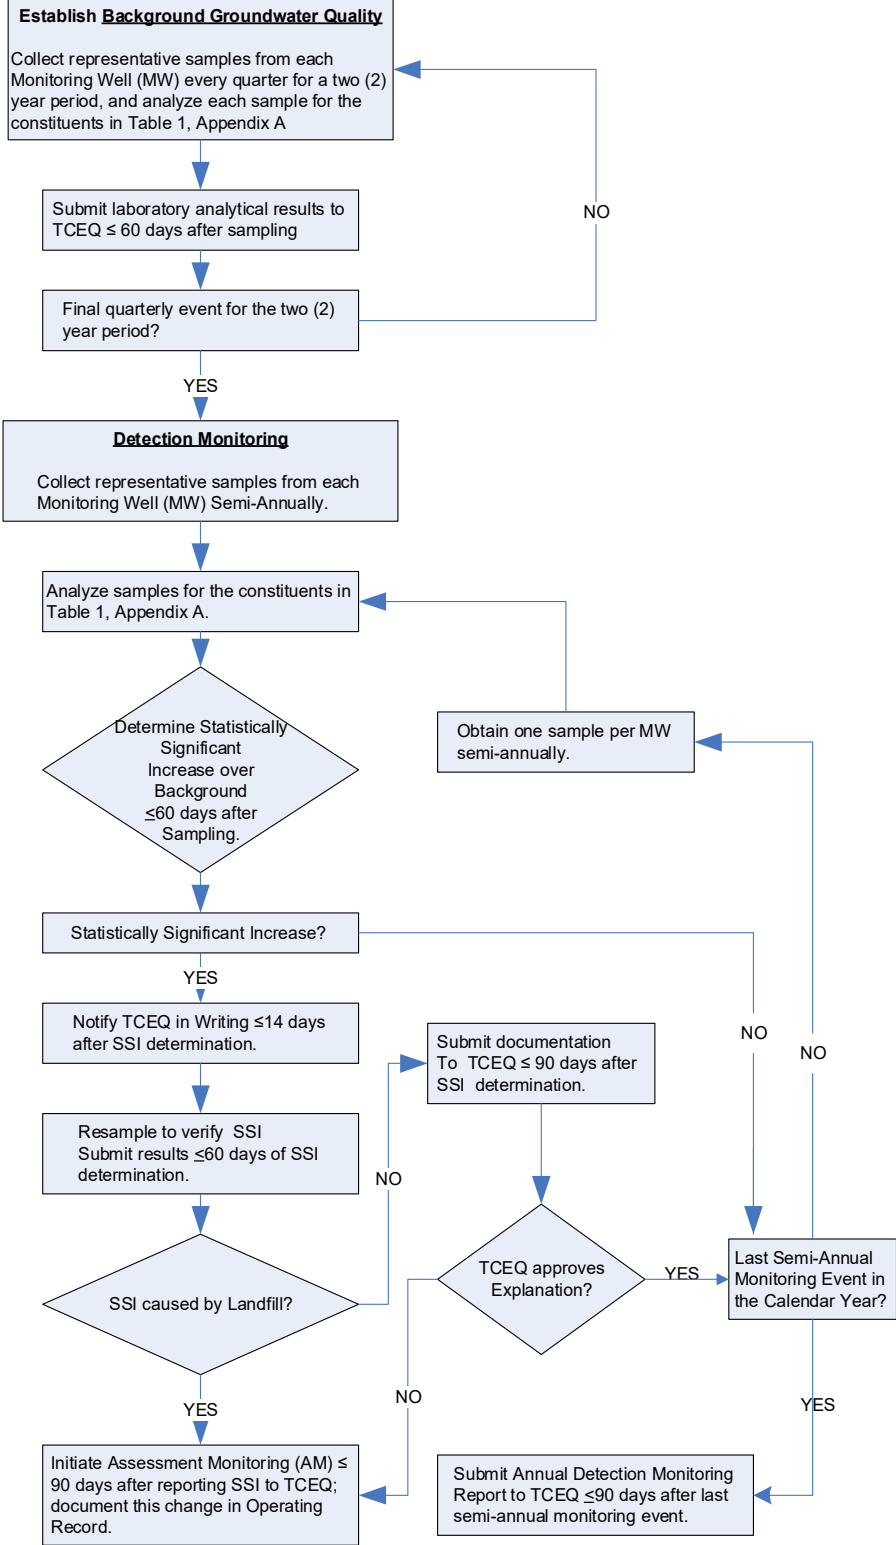 Establish Background Groundwater Quality
Collect representative samples from each
Monitoring Well (MW) every quarter for a two (2)
year period, and analyze each sample for the
constituents in Table 1, Appendix A
Submit laboratory analytical results to
TCEQ ≤ 60 days after sampling
NO
Final quarterly event for the two (2)
year period?
YES
Detection Monitoring
Collect representative samples from each
Monitoring Well (MW) Semi-Annually.
Analyze samples for the constituents in
Table 1, Appendix A.
Determine Statistically
Significant
Increase over
Background
≤60 days after
Sampling.
Obtain one sample per MW
semi-annually.
Statistically Significant Increase?
YES
Notify TCEQ in Writing ≤14 days
after SSI determination.
Submit documentation
To TCEQ ≤ 90 days after
SSI determination.
NO
NO
Resample to verify SSI
Submit results ≤60 days of SSI
determination.
NO
SSI caused by Landfill?
TCEQ approves
Explanation?
YES
Last Semi-Annual
Monitoring Event in
the Calendar Year?
YES
NO
YES
Initiate Assessment Monitoring (AM) ≤
90 days after reporting SSI to TCEQ;
document this change in Operating
Record.
Submit Annual Detection Monitoring
Report to TCEQ ≤90 days after last
semi-annual monitoring event.